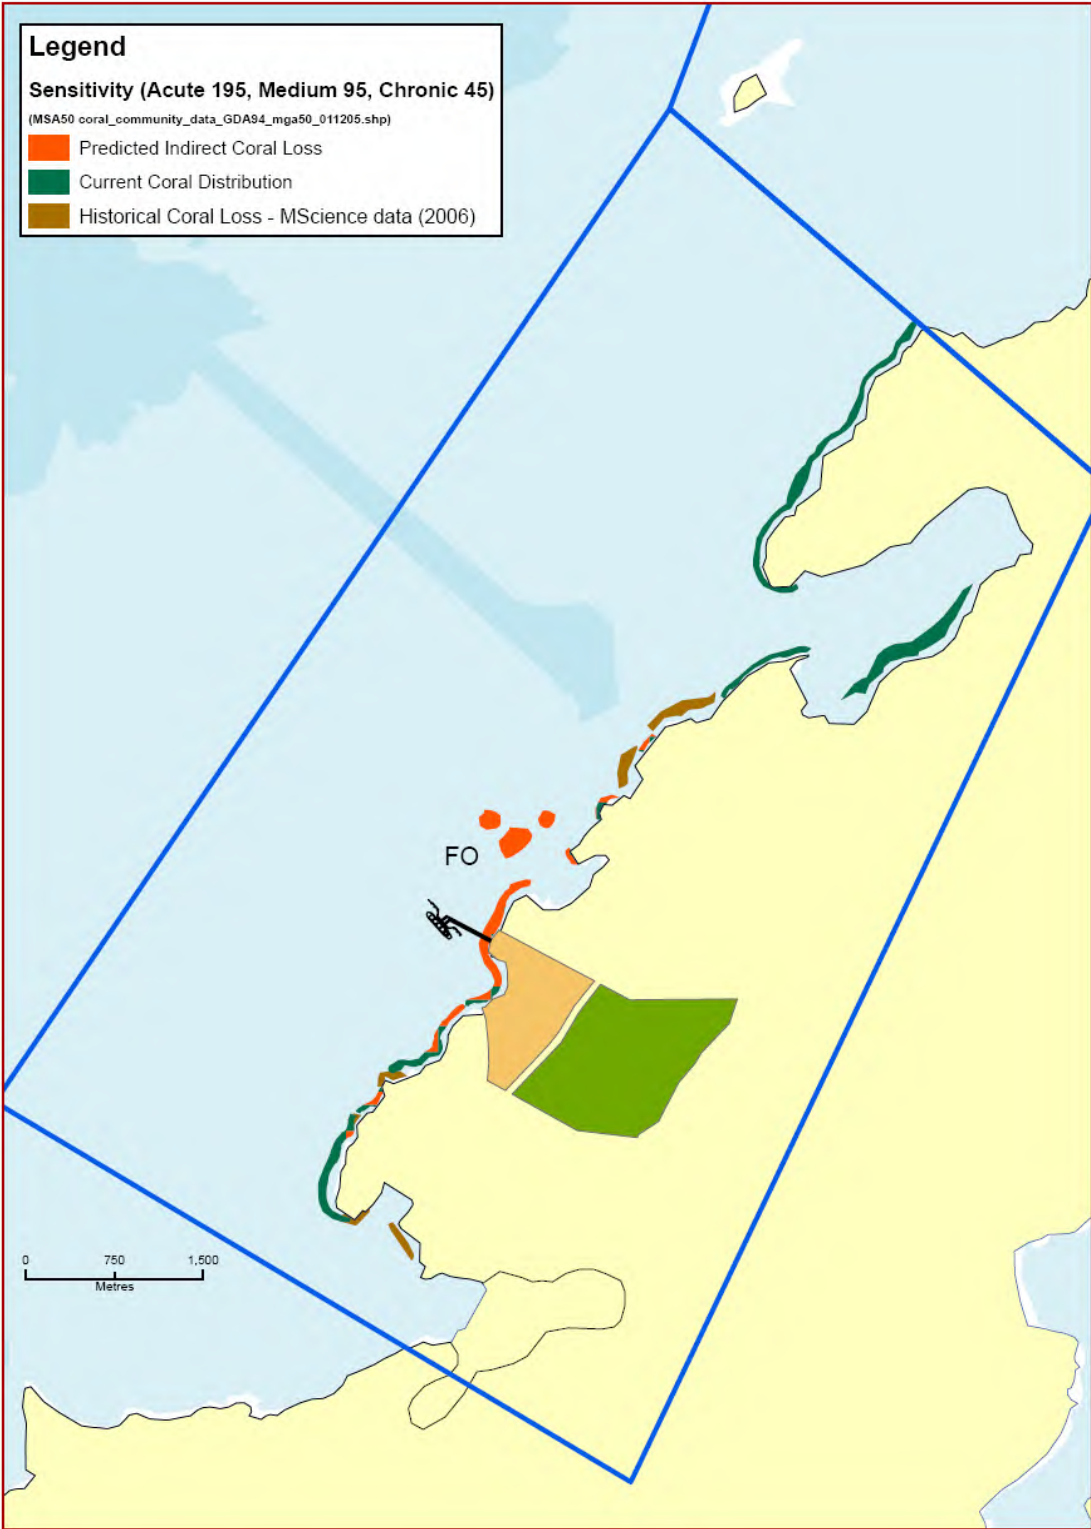 Legend
Sensitivity (Acute 195, Medium 95, Chronic 45)
(MSA50 coral_community_data_GDA94_mga50_011205.shp)
Predicted Indirect Coral Loss
Current Coral Distribution
Historical Coral Loss - MScience data (2006)
FO
0 750 1,500
Metres